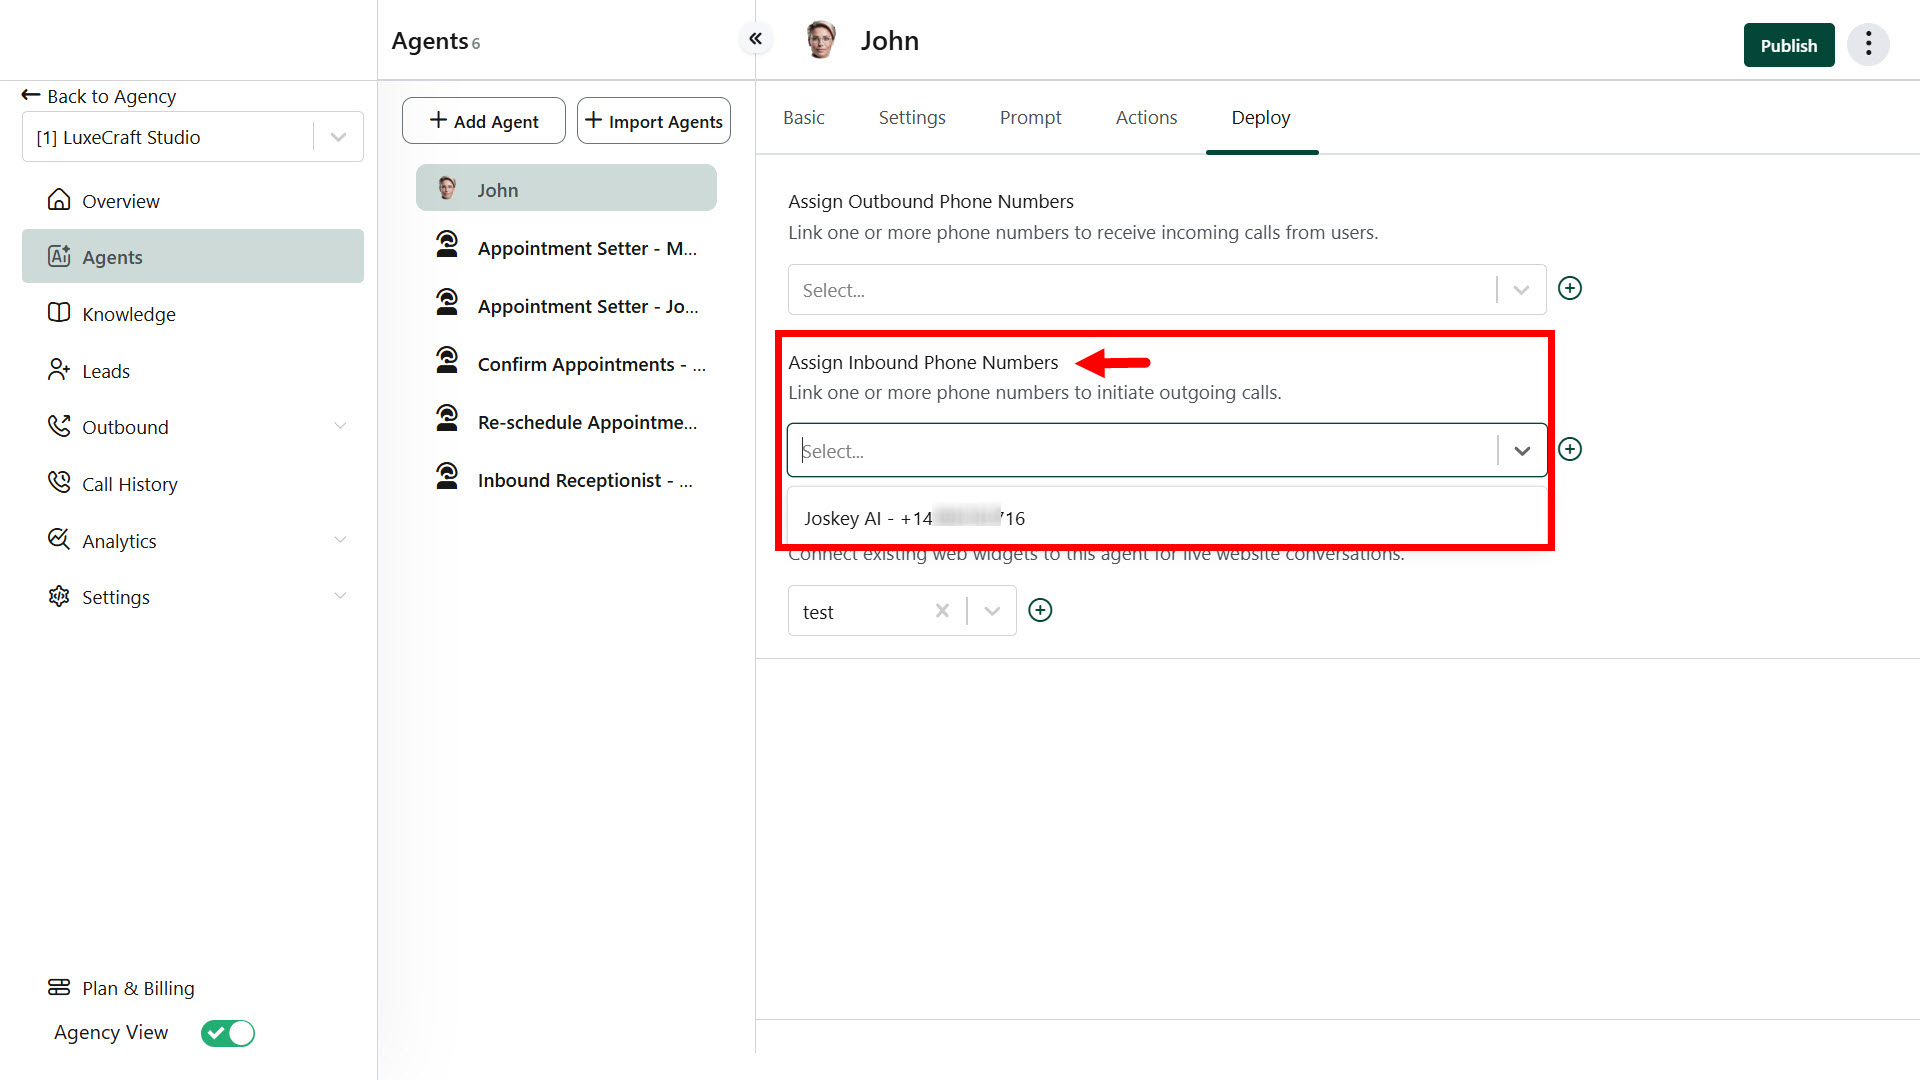 Agents 6
John
Publish
Back to Agency
[1] LuxeCraft Studio
Overview
Agents
Knowledge
Leads
Outbound
Call History
Analytics
Settings
Plan & Billing
Agency View
Add Agent
Import Agents
John
Appointment Setter - M...
Appointment Setter - Jo...
Confirm Appointments - ...
Re-schedule Appointme...
Inbound Receptionist - ...
Basic
Settings
Prompt
Actions
Deploy
Assign Outbound Phone Numbers
Link one or more phone numbers to receive incoming calls from users.
Select...
Assign Inbound Phone Numbers
Link one or more phone numbers to initiate outgoing calls.
Select...
Joskey AI - +14 716
Connect existing web widgets to this agent for live website conversations.
test